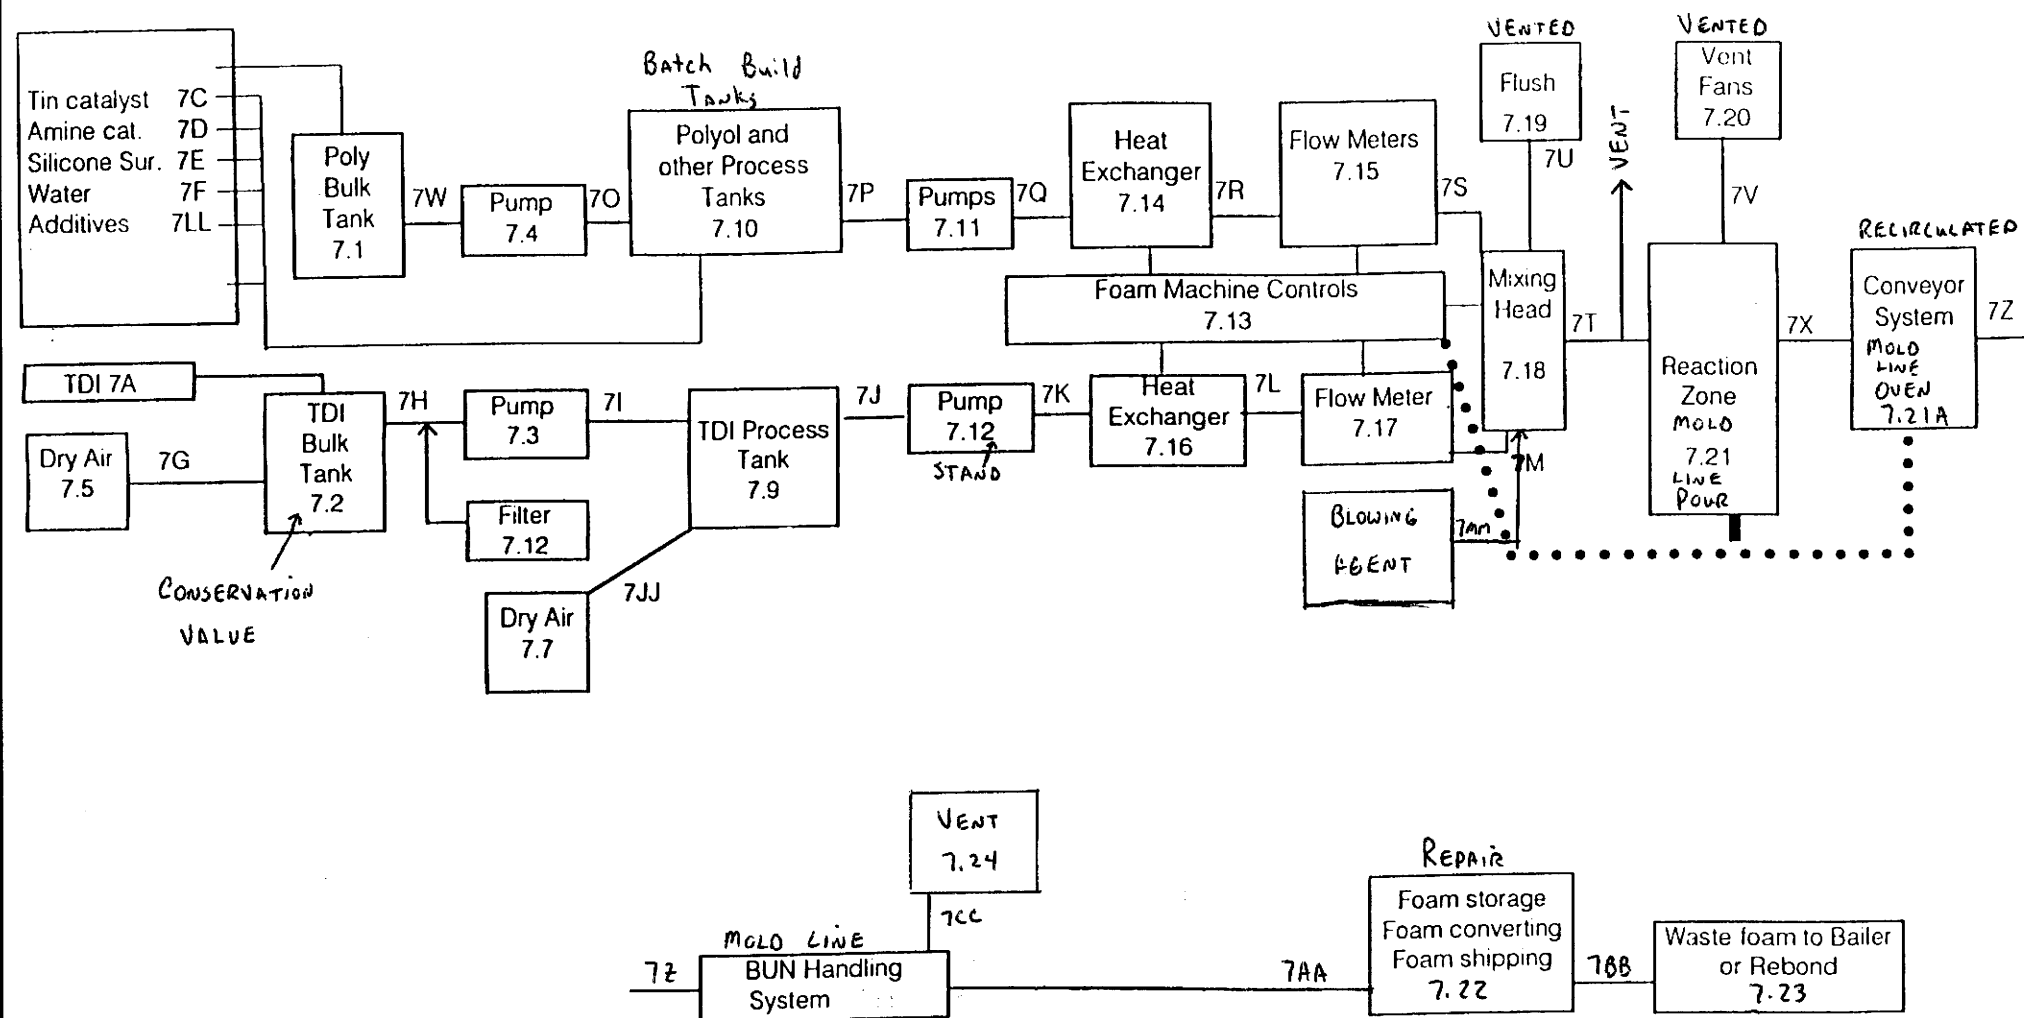 VENTED
VENTED
Tin catalyst 7C
Amine cat. 7D
Silicone Sur. 7E
Water 7F
Additives 7LL
Poly
Bulk
Tank
7.1
7W
Pump
7.4
7O
Batch Build
Tanks
Polyol and
other Process
Tanks
7.10
7P
Pumps
7.11
7Q
Heat
Exchanger
7.14
7R
Flow Meters
7.15
7S
Flush
7.19
7U
VENT
Vent
Fans
7.20
7V
Foam Machine Controls
7.13
Mixing
Head
7.18
7T
Reaction
Zone
MOLD
7.21
LINE
POUR
7X
RECIRCULATED
Conveyor
System
MOLD
LINE
OVEN
7.21A
7Z
TDI 7A
Dry Air
7.5
7G
TDI
Bulk
Tank
7.2
CONSERVATION
VALUE
7H
Pump
7.3
7I
Filter
7.12
TDI Process
Tank
7.9
Dry Air
7.7
7JJ
7J
Pump
7.12
STAND
7K
Heat
Exchanger
7.16
7L
Flow Meter
7.17
7M
BLOWING
AGENT
7MM
VENT
7.24
7CC
7Z
MOLD LINE
BUN Handling
System
7AA
REPAIR
Foam storage
Foam converting
Foam shipping
7.22
7BB
Waste foam to Bailer
or Rebond
7.23